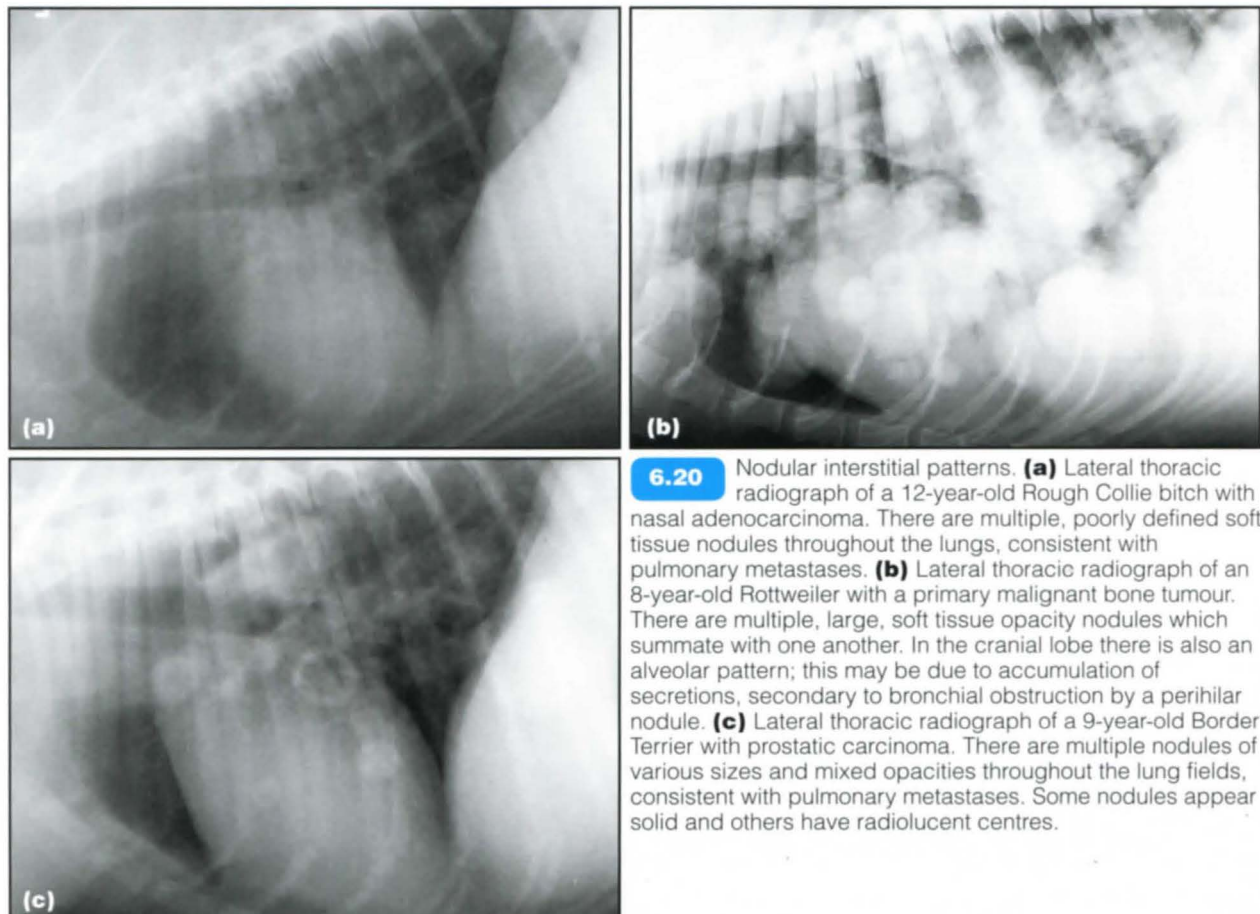 (a)
(b)
(c)
6.20 Nodular interstitial patterns. (a) Lateral thoracic
radiograph of a 12-year-old Rough Collie bitch with
nasal adenocarcinoma. There are multiple, poorly defined soft
tissue nodules throughout the lungs, consistent with
pulmonary metastases. (b) Lateral thoracic radiograph of an
8-year-old Rottweiler with a primary malignant bone tumour.
There are multiple, large, soft tissue opacity nodules which
summate with one another. In the cranial lobe there is also an
alveolar pattern; this may be due to accumulation of
secretions, secondary to bronchial obstruction by a perihilar
nodule. (c) Lateral thoracic radiograph of a 9-year-old Border
Terrier with prostatic carcinoma. There are multiple nodules of
various sizes and mixed opacities throughout the lung fields,
consistent with pulmonary metastases. Some nodules appear
solid and others have radiolucent centres.